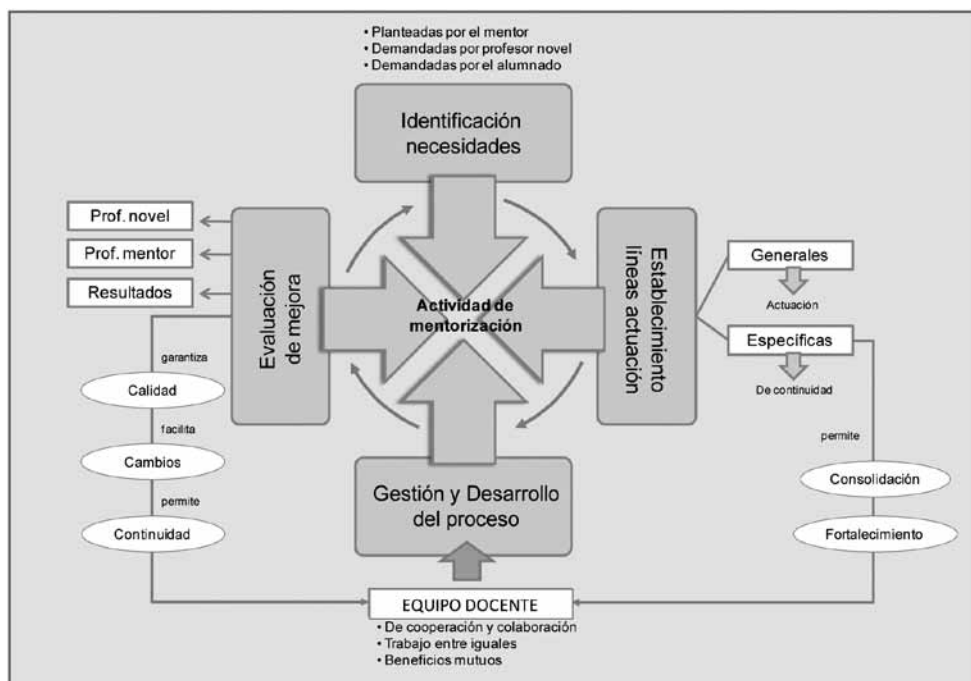 • Planteadas por el mentor
• Demandadas por profesor novel
• Demandadas por el alumnado
Identificación
necesidades
Prof. novel
Prof. mentor
Resultados
Evaluación
de mejora
Actividad de
mentorización
Establecimiento
líneas actuación
Generales
Actuación
Específicas
De continuidad
garantiza
Calidad
facilita
Cambios
permite
Continuidad
permite
Consolidación
Fortalecimiento
Gestión y Desarrollo
del proceso
EQUIPO DOCENTE
• De cooperación y colaboración
• Trabajo entre iguales
• Beneficios mutuos